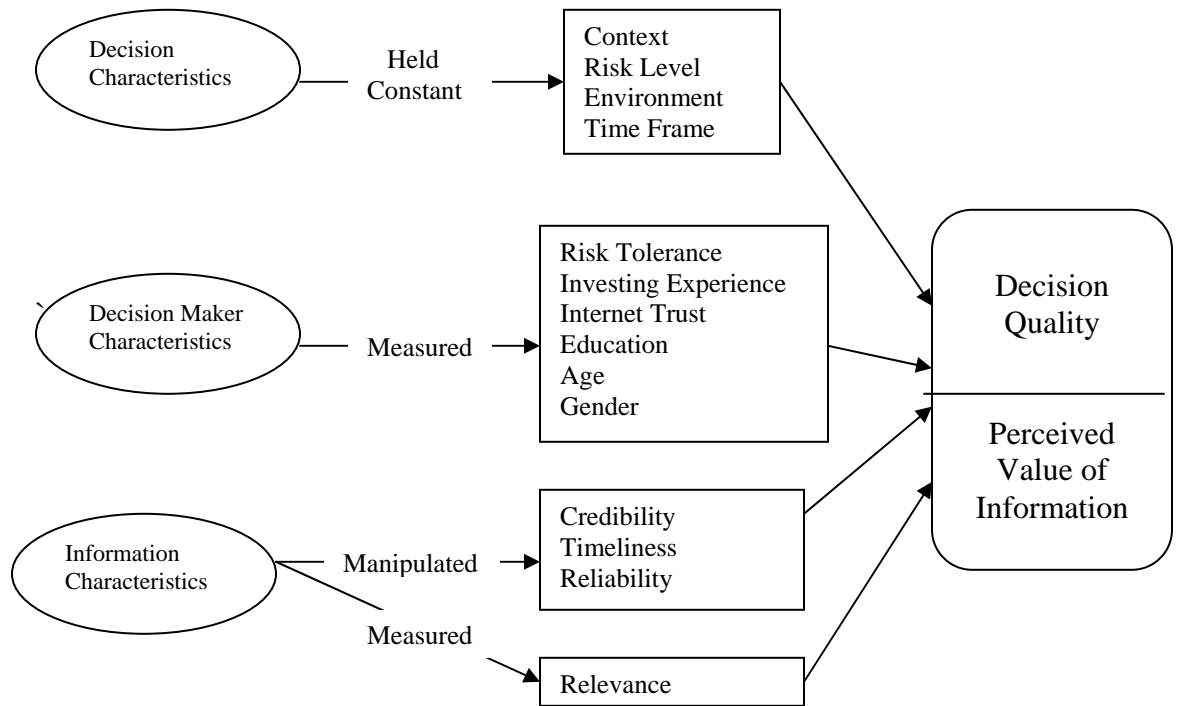 Decision
Characteristics
Held
Constant
Context
Risk Level
Environment
Time Frame
`
Decision Maker
Characteristics
Measured
Risk Tolerance
Investing Experience
Internet Trust
Education
Age
Gender
Information
Characteristics
Manipulated
Measured
Credibility
Timeliness
Reliability
Relevance
Decision
Quality
Perceived
Value of
Information